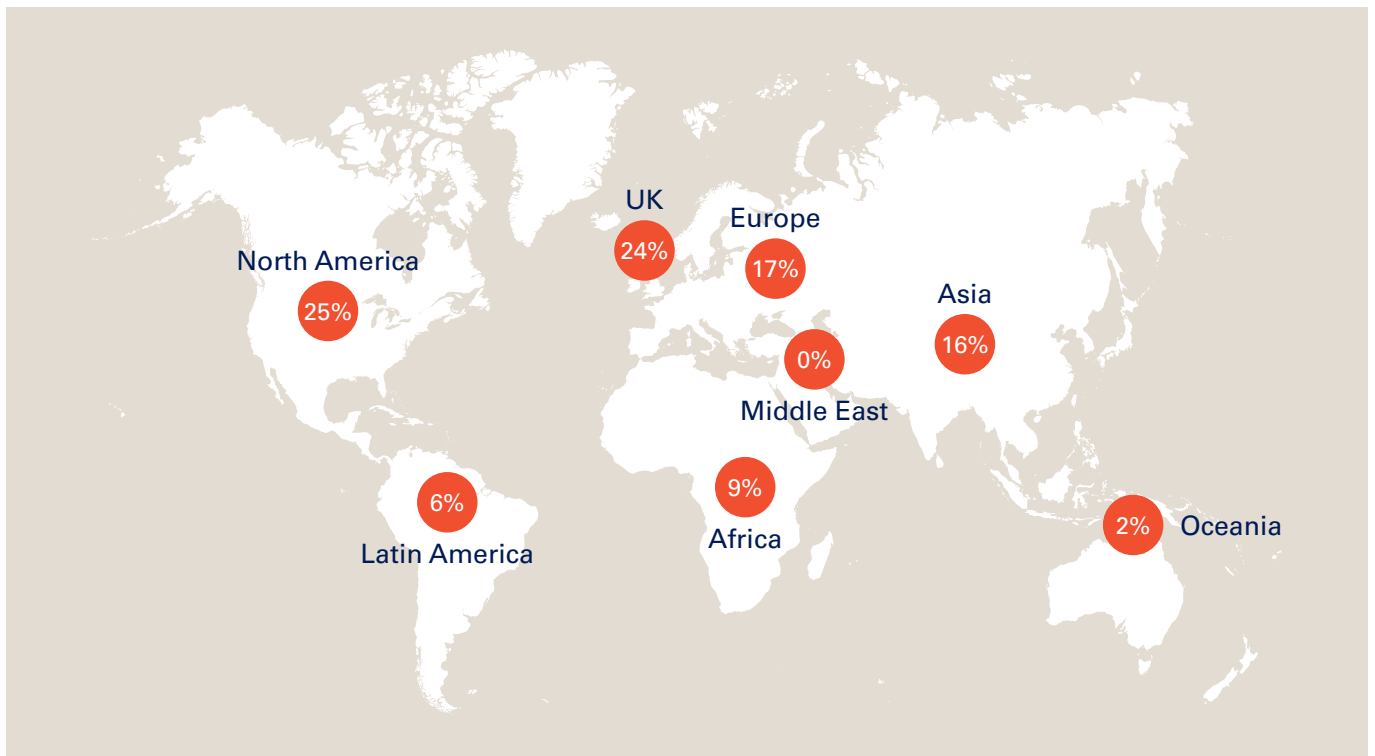 UK
24%
Europe
17%
North America
25%
Asia
16%
0%
Middle East
6%
Latin America
9%
Africa
2%
Oceania